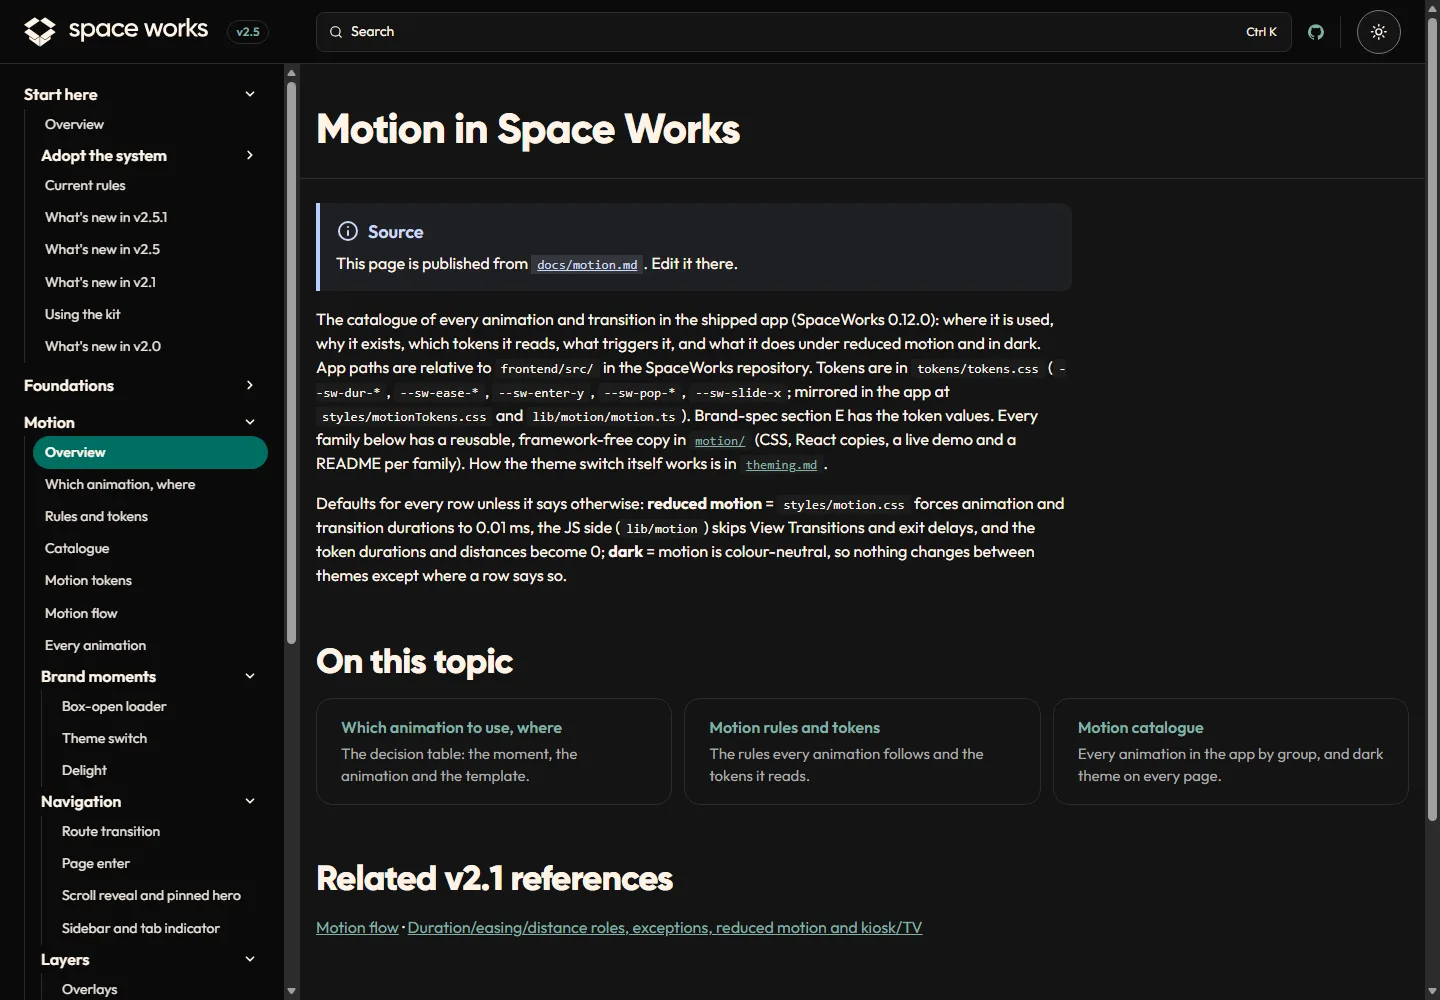 space works
v2.5
Search
Ctrl K
Start here
Overview
Adopt the system
Current rules
What's new in v2.5.1
What's new in v2.5
What's new in v2.1
Using the kit
What's new in v2.0
Foundations
Motion
Overview
Which animation, where
Rules and tokens
Catalogue
Motion tokens
Motion flow
Every animation
Brand moments
Box-open loader
Theme switch
Delight
Navigation
Route transition
Page enter
Scroll reveal and pinned hero
Sidebar and tab indicator
Layers
Overlays
Motion in Space Works
Source
This page is published from docs/motion.md. Edit it there.
The catalogue of every animation and transition in the shipped app (SpaceWorks 0.12.0): where it is used,
why it exists, which tokens it reads, what triggers it, and what it does under reduced motion and in dark.
App paths are relative to frontend/src/ in the SpaceWorks repository. Tokens are in tokens/tokens.css ( -
-sw-dur-* , --sw-ease-* , --sw-enter-y , --sw-pop-* , --sw-slide-x ; mirrored in the app at
styles/motionTokens.css and lib/motion/motion.ts ). Brand-spec section E has the token values. Every
family below has a reusable, framework-free copy in motion/ (CSS, React copies, a live demo and a
README per family). How the theme switch itself works is in theming.md .
Defaults for every row unless it says otherwise: reduced motion = styles/motion.css forces animation and
transition durations to 0.01 ms, the JS side ( lib/motion ) skips View Transitions and exit delays, and the
token durations and distances become 0; dark = motion is colour-neutral, so nothing changes between
themes except where a row says so.
On this topic
Which animation to use, where
The decision table: the moment, the
animation and the template.
Motion rules and tokens
The rules every animation follows and the
tokens it reads.
Motion catalogue
Every animation in the app by group, and dark
theme on every page.
Related v2.1 references
Motion flow · Duration/easing/distance roles, exceptions, reduced motion and kiosk/TV